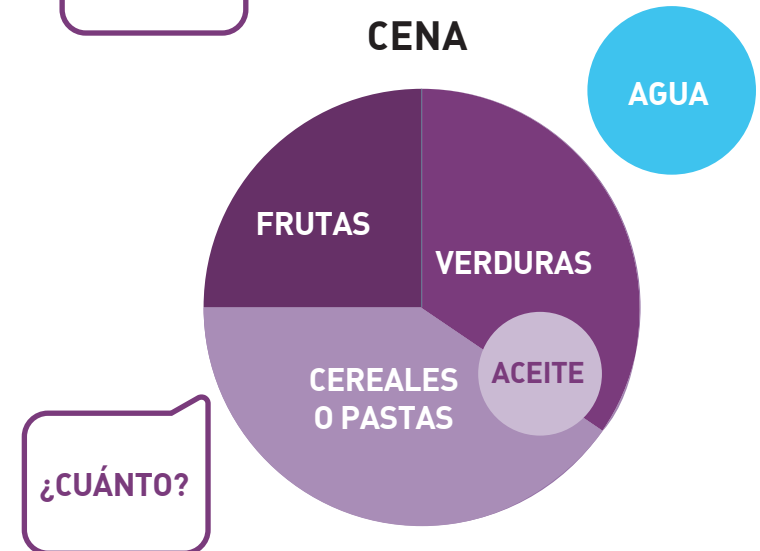 CENA
AGUA
FRUTAS
VERDURAS
ACEITE
CEREALES
O PASTAS
¿CUÁNTO?